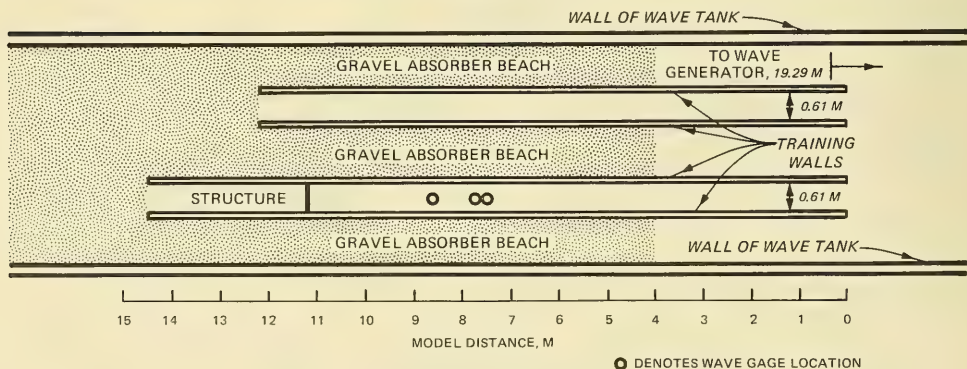 WALL OF WAVE TANK
GRAVEL ABSORBER BEACH
TO WAVE
GENERATOR, 19.29 M
0.61 M
GRAVEL ABSORBER BEACH
TRAINING
WALLS
STRUCTURE
0.61 M
GRAVEL ABSORBER BEACH
WALL OF WAVE TANK
15 14 13 12 11 10 9 8 7 6 5 4 3 2 1 0
MODEL DISTANCE, M
DENOTES WAVE GAGE LOCATION